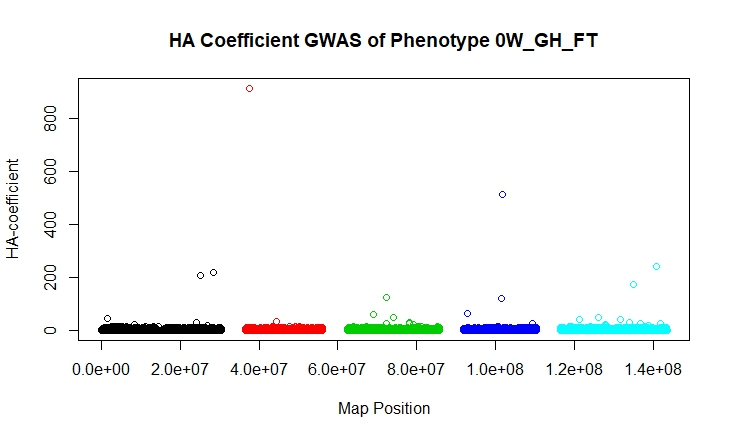 HA Coefficient GWAS of Phenotype 0W_GH_FT
HA-coefficient
800
600
400
200
0
0.0e+00 2.0e+07 4.0e+07 6.0e+07 8.0e+07 1.0e+08 1.2e+08 1.4e+08
Map Position